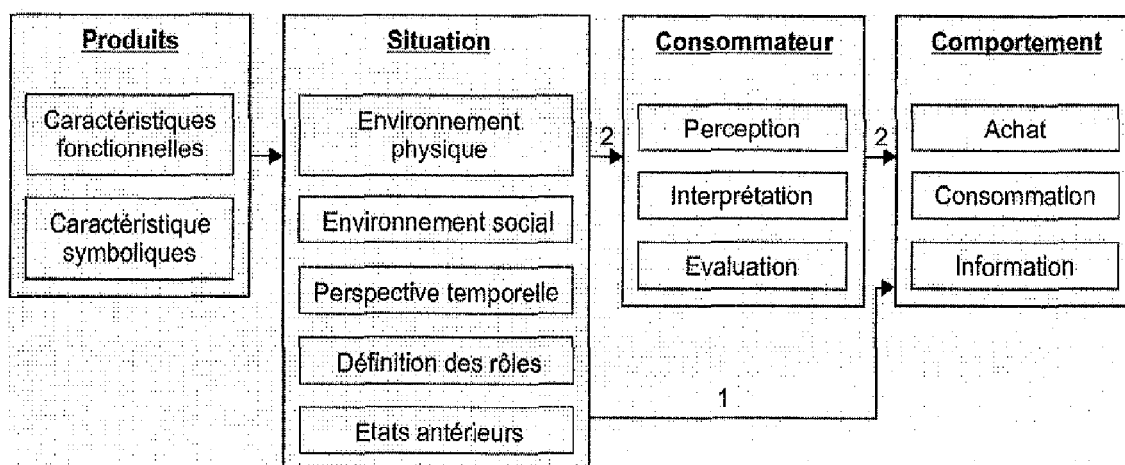 Produits
Caractéristiques
fonctionnelles
Caractéristique
symboliques
Situation
Environnement
physique
Environnement social
Perspective temporelle
Définition des rôles
Etats antérieurs
2
Consommateur
Perception
Interprétation
Evaluation
2
Comportement
Achat
Consommation
Information
1